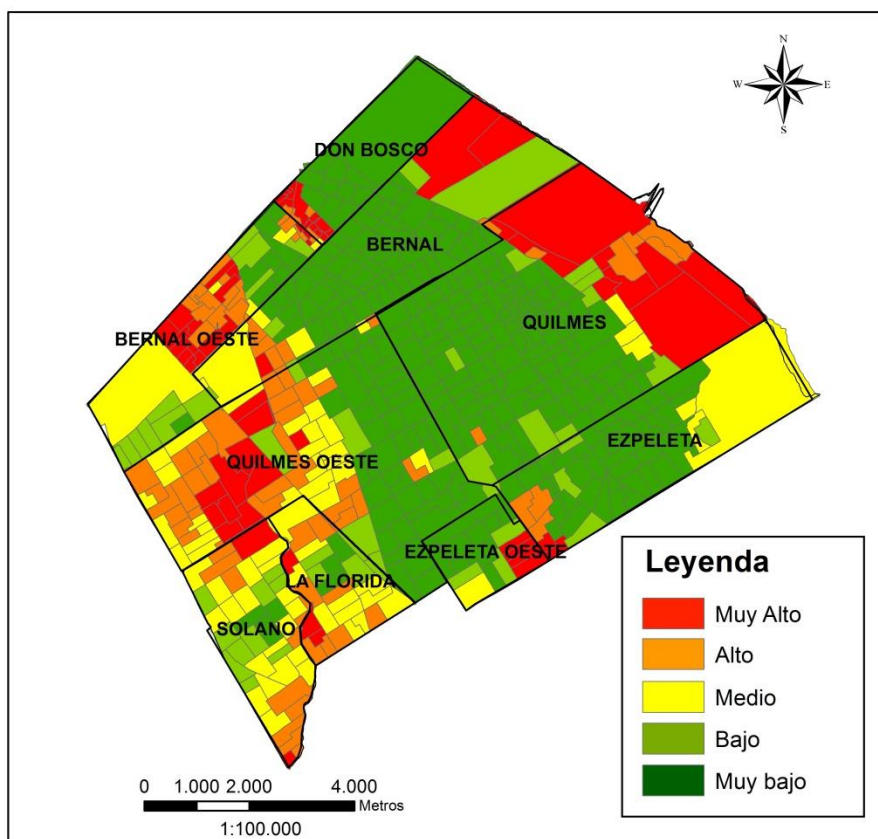 N
W E
S
DON BOSCO
BERNAL
QUILMES
BERNAL OESTE
EZPELETA
QUILMES OESTE
EZPELETA OESTE
LA FLORIDA
SOLANO
Leyenda
Muy Alto
Alto
Medio
Bajo
Muy bajo
0 1.000 2.000 4.000
Metros
1:100.000